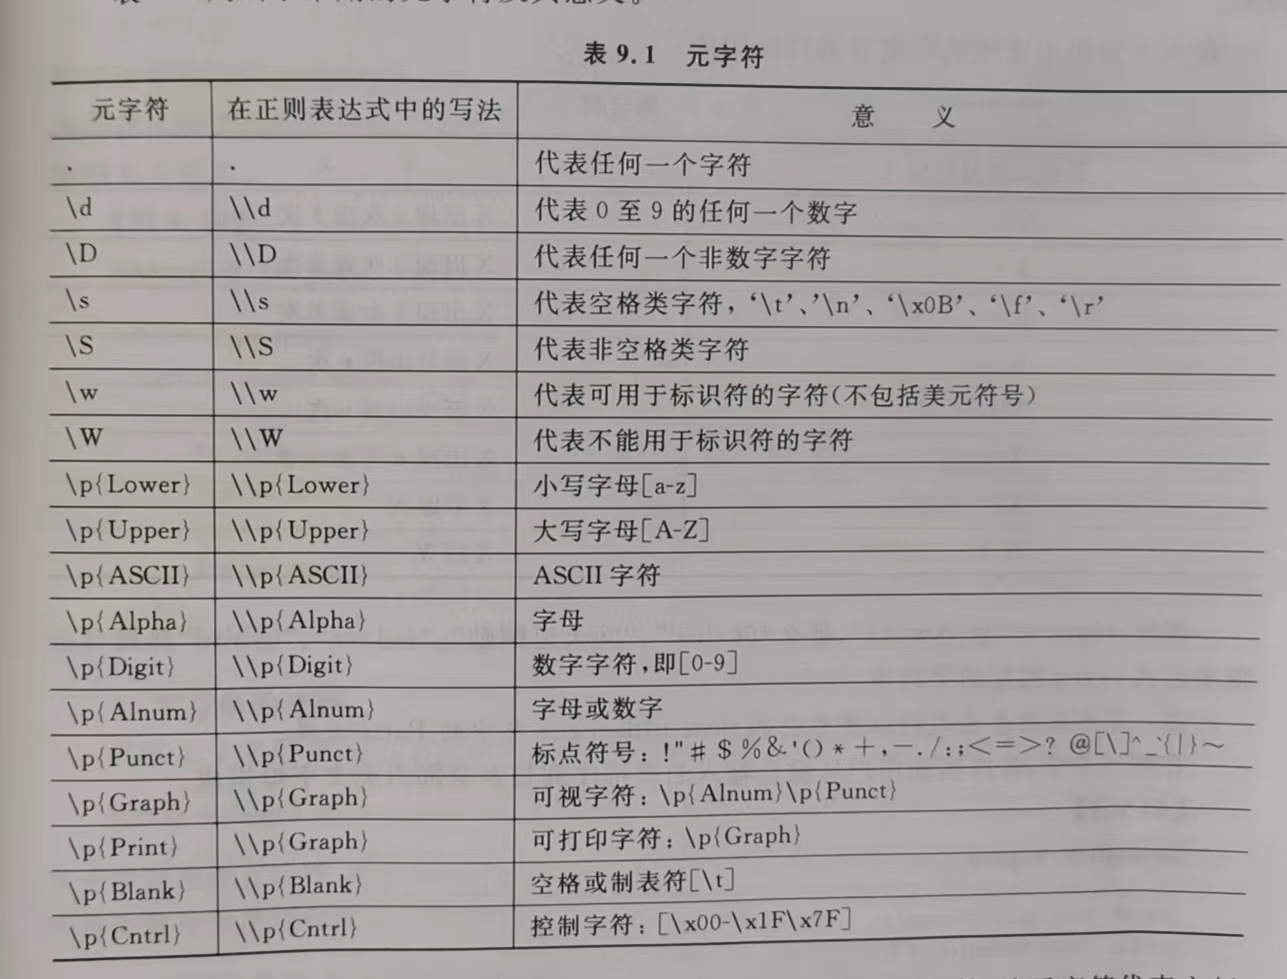 表 9.1 元字符
元字符 在正则表达式中的写法 意 义
. . 代表任何一个字符
\d \\d 代表 0 至 9 的任何一个数字
\D \\D 代表任何一个非数字字符
\s \\s 代表空格类字符，‘\t’、’\n’、‘\x0B’、‘\f’、‘\r’
\S \\S 代表非空格类字符
\w \\w 代表可用于标识符的字符(不包括美元符号)
\W \\W 代表不能用于标识符的字符
\p{Lower} \\p{Lower} 小写字母[a-z]
\p{Upper} \\p{Upper} 大写字母[A-Z]
\p{ASCII} \\p{ASCII} ASCII 字符
\p{Alpha} \\p{Alpha} 字母
\p{Digit} \\p{Digit} 数字字符，即[0-9]
\p{Alnum} \\p{Alnum} 字母或数字
\p{Punct} \\p{Punct} 标点符号：!"#$%&'()*+,-./:;<=>?@[\]^_`{|}~
\p{Graph} \\p{Graph} 可视字符：\p{Alnum}\p{Punct}
\p{Print} \\p{Print} 可打印字符：\p{Graph}
\p{Blank} \\p{Blank} 空格或制表符[\t]
\p{Cntrl} \\p{Cntrl} 控制字符：[\x00-\x1F\x7F]